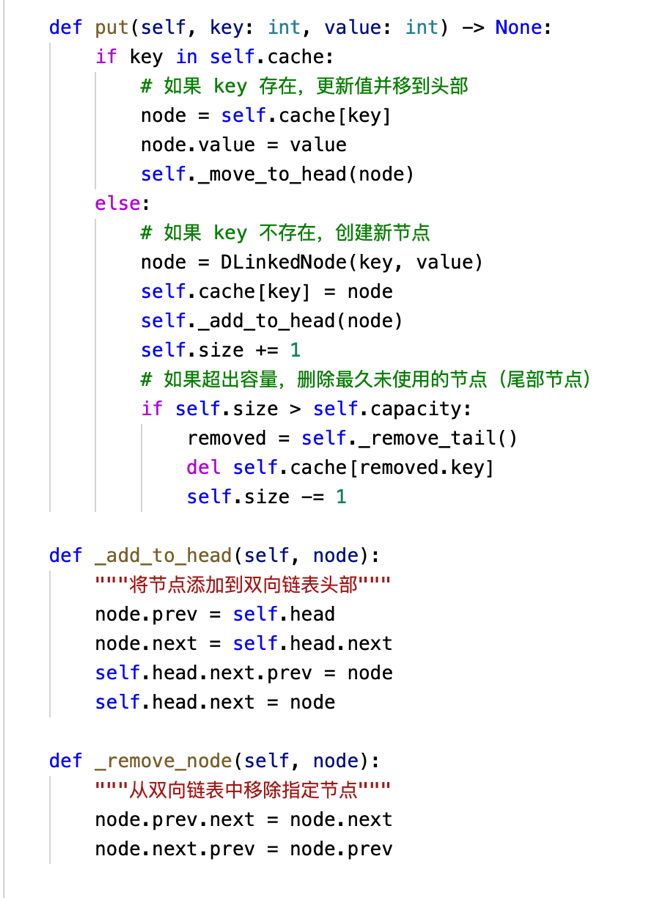 def put(self, key: int, value: int) -> None:
    if key in self.cache:
        # 如果 key 存在，更新值并移到头部
        node = self.cache[key]
        node.value = value
        self._move_to_head(node)
    else:
        # 如果 key 不存在，创建新节点
        node = DLinkedNode(key, value)
        self.cache[key] = node
        self._add_to_head(node)
        self.size += 1
        # 如果超出容量，删除最久未使用的节点（尾部节点）
        if self.size > self.capacity:
            removed = self._remove_tail()
            del self.cache[removed.key]
            self.size -= 1

def _add_to_head(self, node):
    """将节点添加到双向链表头部"""
    node.prev = self.head
    node.next = self.head.next
    self.head.next.prev = node
    self.head.next = node

def _remove_node(self, node):
    """从双向链表中移除指定节点"""
    node.prev.next = node.next
    node.next.prev = node.prev